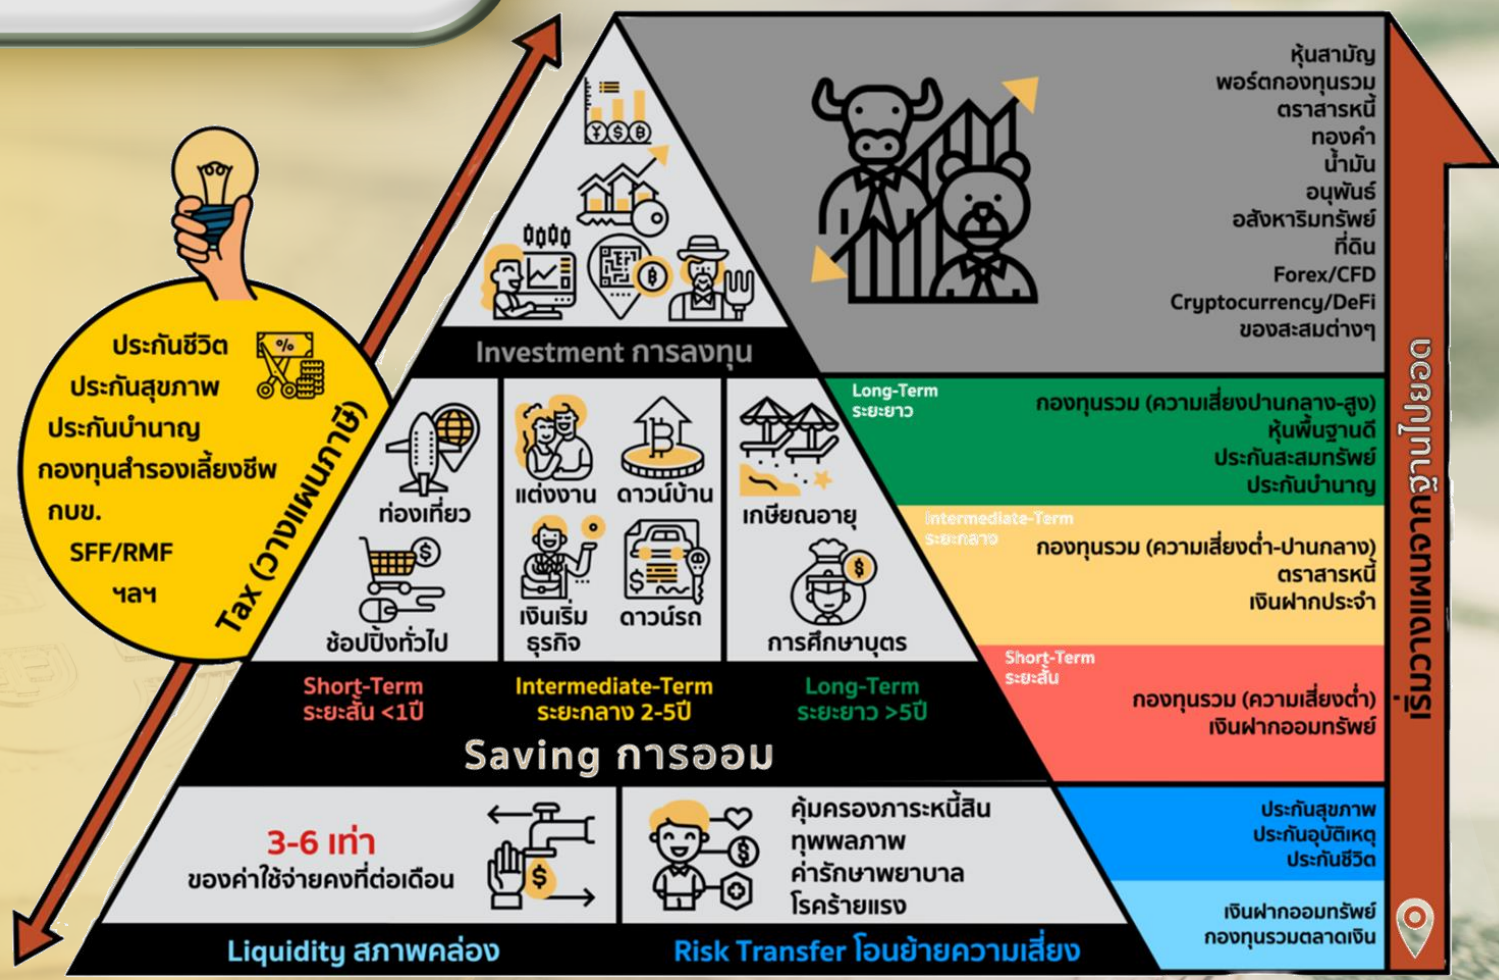 ประกันชีวิต
ประกันสุขภาพ
ประกันบำนาญ
กองทุนสำรองเลี้ยงชีพ
กบข.
SFF/RMF
ฯลฯ
Tax (วางแผนภาษี)
Investment การลงทุน
ท่องเที่ยว
ช้อปปิ้งทั่วไป
แต่งงาน
ดาวน์บ้าน
เงินเริ่ม
ธุรกิจ
ดาวน์รถ
เกษียณอายุ
การศึกษาบุตร
Short-Term
ระยะสั้น <1ปี
Intermediate-Term
ระยะกลาง 2-5ปี
Long-Term
ระยะยาว >5ปี
Saving การออม
3-6 เท่า
ของค่าใช้จ่ายคงที่ต่อเดือน
คุ้มครองภาระหนี้สิน
ทุพพลภาพ
ค่ารักษาพยาบาล
โรคร้ายแรง
Liquidity สภาพคล่อง
Risk Transfer โอนย้ายความเสี่ยง
หุ้นสามัญ
พอร์ตกองทุนรวม
ตราสารหนี้
ทองคำ
น้ำมัน
อนุพันธ์
อสังหาริมทรัพย์
ที่ดิน
Forex/CFD
Cryptocurrency/DeFi
ของสะสมต่างๆ
Long-Term
ระยะยาว
กองทุนรวม (ความเสี่ยงปานกลาง-สูง)
หุ้นพื้นฐานดี
ประกันสะสมทรัพย์
ประกันบำนาญ
Intermediate-Term
ระยะกลาง
กองทุนรวม (ความเสี่ยงต่ำ-ปานกลาง)
ตราสารหนี้
เงินฝากประจำ
Short-Term
ระยะสั้น
กองทุนรวม (ความเสี่ยงต่ำ)
เงินฝากออมทรัพย์
ประกันสุขภาพ
ประกันอุบัติเหตุ
ประกันชีวิต
เงินฝากออมทรัพย์
กองทุนรวมตลาดเงิน
เริ่มวางแผนจากเงินฐานไปยอด